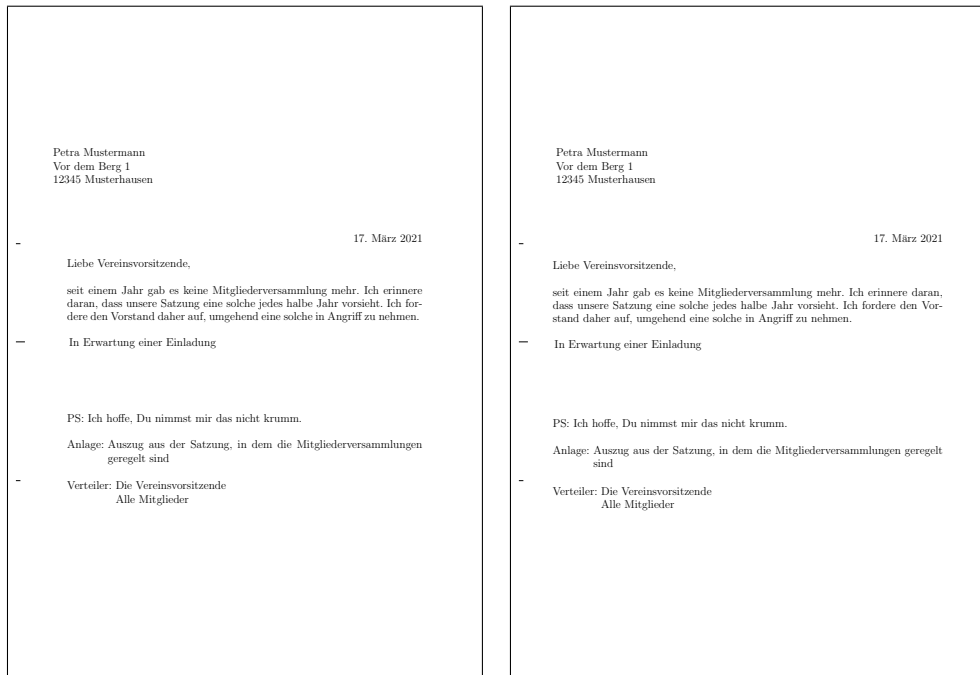 Petra Mustermann
Vor dem Berg 1
12345 Musterhausen
17. März 2021
Liebe Vereinsvorsitzende,
seit einem Jahr gab es keine Mitgliederversammlung mehr. Ich erinnere
daran, dass unsere Satzung eine solche jedes halbe Jahr vorsieht. Ich for-
dere den Vorstand daher auf, umgehend eine solche in Angriff zu nehmen.
In Erwartung einer Einladung
PS: Ich hoffe, Du nimmst mir das nicht krumm.
Anlage: Auszug aus der Satzung, in dem die Mitgliederversammlungen
geregelt sind
Verteiler: Die Vereinsvorsitzende
Alle Mitglieder
Petra Mustermann
Vor dem Berg 1
12345 Musterhausen
17. März 2021
Liebe Vereinsvorsitzende,
seit einem Jahr gab es keine Mitgliederversammlung mehr. Ich erinnere daran,
dass unsere Satzung eine solche jedes halbe Jahr vorsieht. Ich fordere den Vor-
stand daher auf, umgehend eine solche in Angriff zu nehmen.
In Erwartung einer Einladung
PS: Ich hoffe, Du nimmst mir das nicht krumm.
Anlage: Auszug aus der Satzung, in dem die Mitgliederversammlungen geregelt
sind
Verteiler: Die Vereinsvorsitzende
Alle Mitglieder